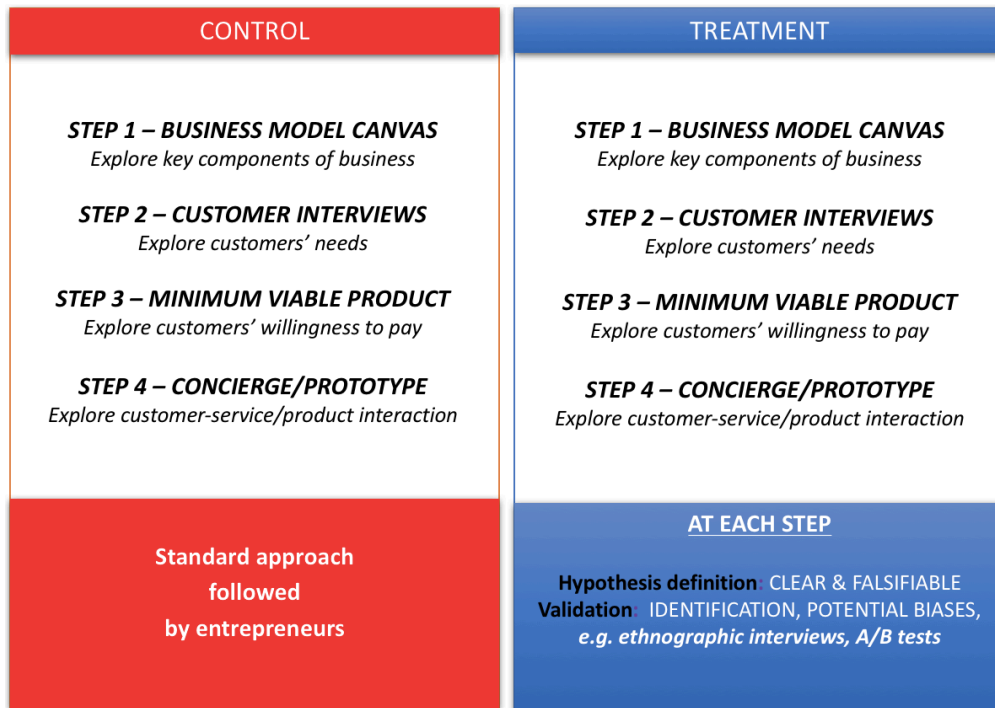 CONTROL
STEP 1 – BUSINESS MODEL CANVAS
Explore key components of business
STEP 2 – CUSTOMER INTERVIEWS
Explore customers’ needs
STEP 3 – MINIMUM VIABLE PRODUCT
Explore customers’ willingness to pay
STEP 4 – CONCIERGE/PROTOTYPE
Explore customer-service/product interaction
Standard approach
followed
by entrepreneurs
TREATMENT
STEP 1 – BUSINESS MODEL CANVAS
Explore key components of business
STEP 2 – CUSTOMER INTERVIEWS
Explore customers’ needs
STEP 3 – MINIMUM VIABLE PRODUCT
Explore customers’ willingness to pay
STEP 4 – CONCIERGE/PROTOTYPE
Explore customer-service/product interaction
AT EACH STEP
Hypothesis definition: CLEAR & FALSIFIABLE
Validation: IDENTIFICATION, POTENTIAL BIASES,
e.g. ethnographic interviews, A/B tests